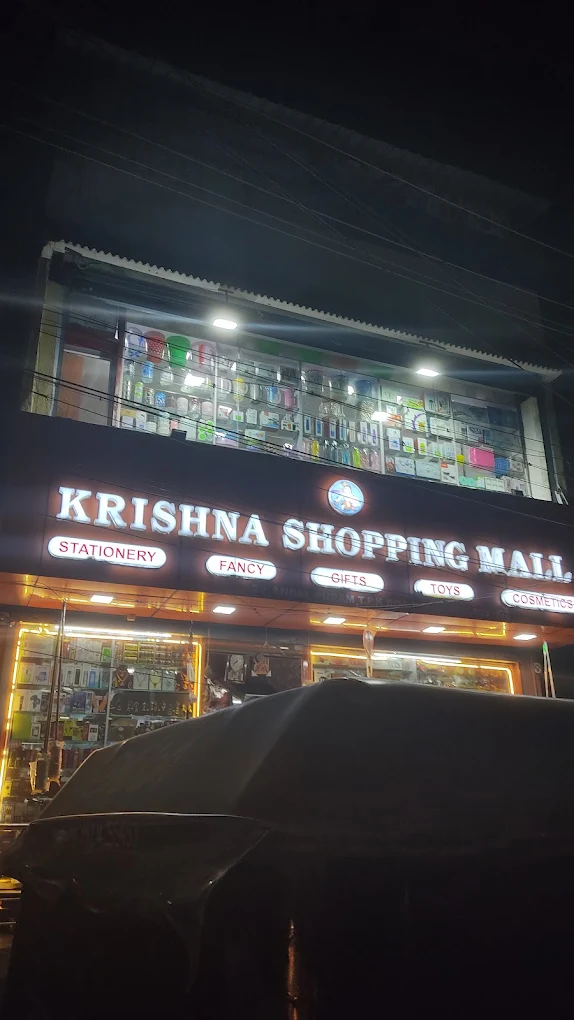 KRISHNA SHOPPING MALL
STATIONERY FANCY GIFTS TOYS COSMETICS